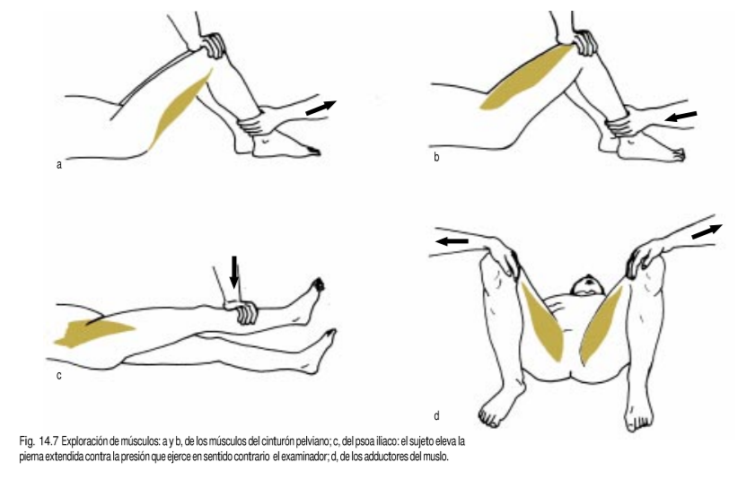 a
b
c
d
Fig. 14.7 Exploración de músculos: a y b, de los músculos del cinturón pelviano; c, del psoa iliaco: el sujeto eleva la
pierna extendida contra la presión que ejerce en sentido contrario el examinador; d, de los adductores del muslo.